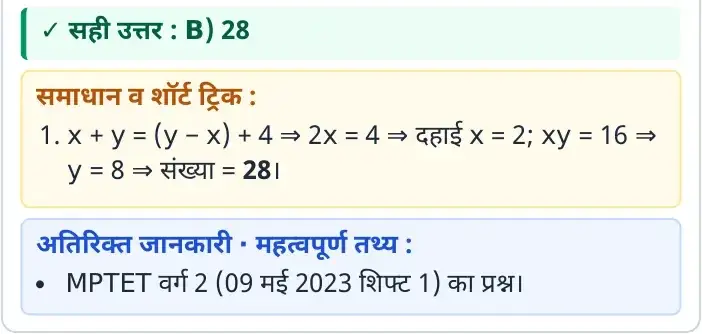 ✓ सही उत्तर : B) 28
समाधान व शॉर्ट ट्रिक :
1. x + y = (y − x) + 4 ⇒ 2x = 4 ⇒ दहाई x = 2; xy = 16 ⇒
y = 8 ⇒ संख्या = 28।
अतिरिक्त जानकारी · महत्वपूर्ण तथ्य :
• MPTET वर्ग 2 (09 मई 2023 शिफ्ट 1) का प्रश्न।